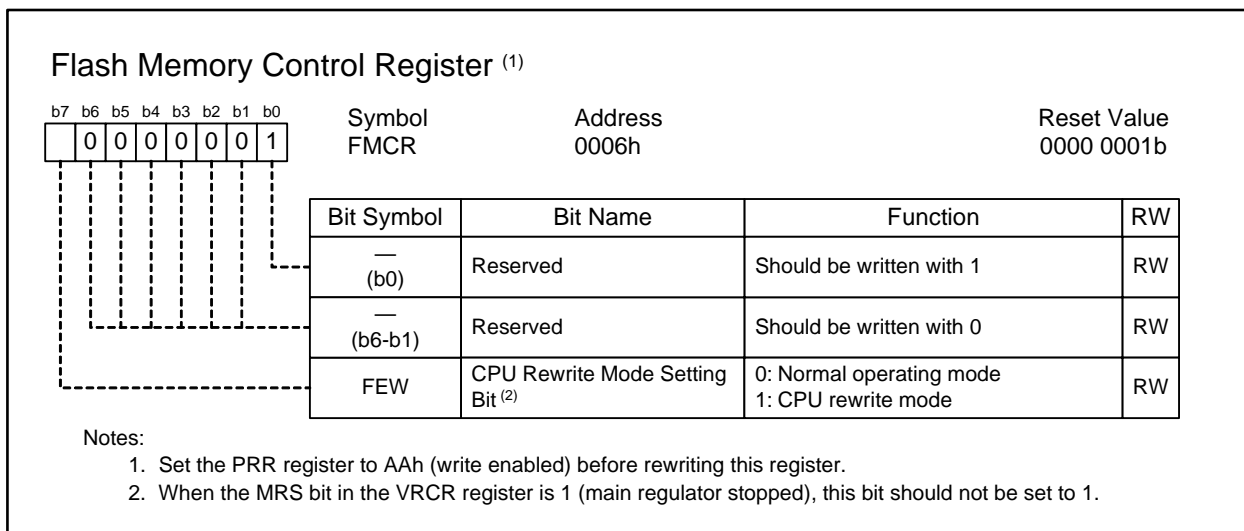 Flash Memory Control Register (1)
b7 b6 b5 b4 b3 b2 b1 b0
0 0 0 0 0 0 1
Symbol Address Reset Value
FMCR 0006h 0000 0001b
Bit Symbol Bit Name Function RW
—
(b0) Reserved Should be written with 1 RW
—
(b6-b1) Reserved Should be written with 0 RW
FEW CPU Rewrite Mode Setting Bit (2) 0: Normal operating mode
1: CPU rewrite mode RW
Notes:
1. Set the PRR register to AAh (write enabled) before rewriting this register.
2. When the MRS bit in the VRCR register is 1 (main regulator stopped), this bit should not be set to 1.